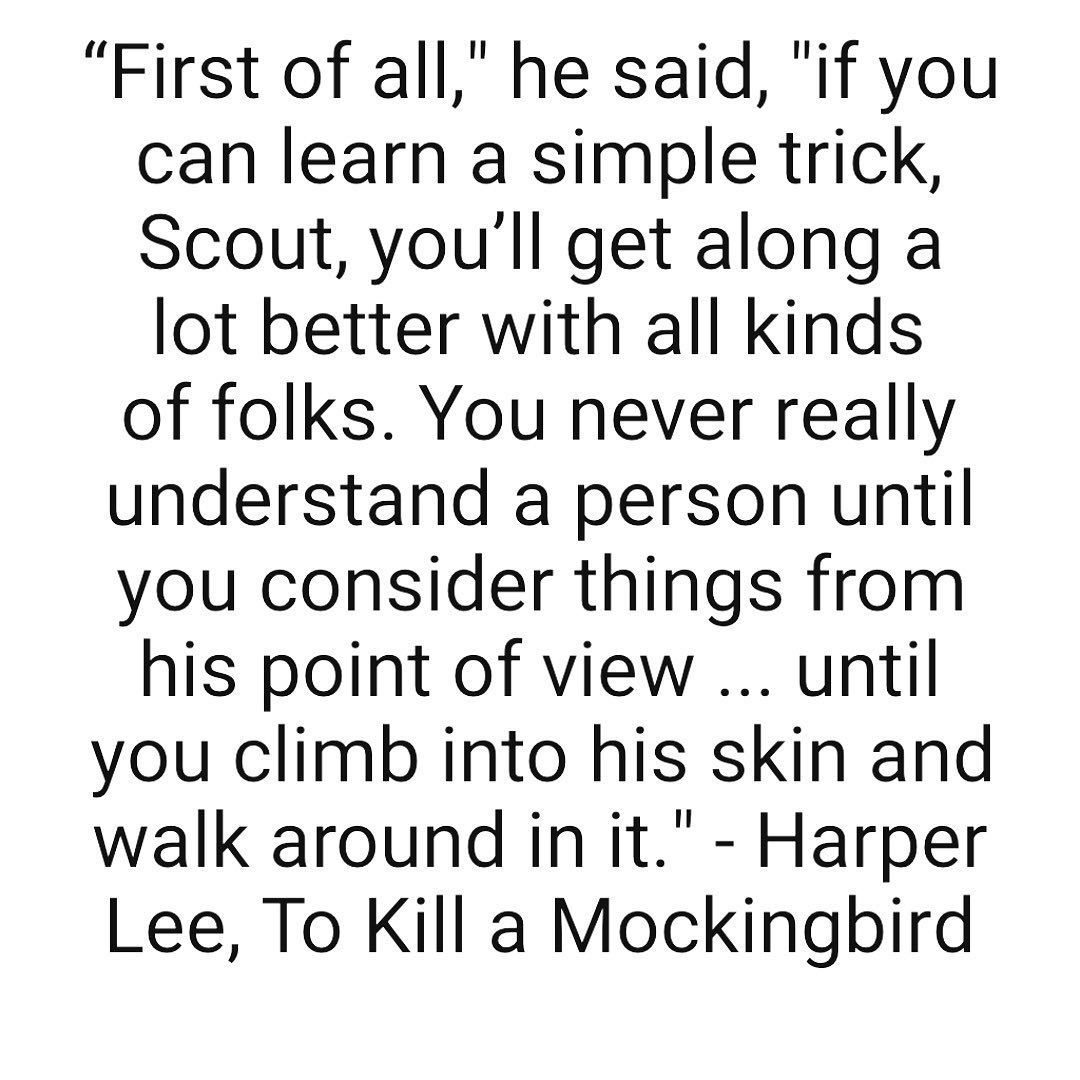 “First of all," he said, "if you
can learn a simple trick,
Scout, you’ll get along a
lot better with all kinds
of folks. You never really
understand a person until
you consider things from
his point of view ... until
you climb into his skin and
walk around in it." - Harper
Lee, To Kill a Mockingbird